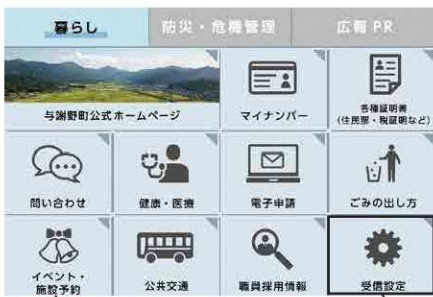 暮らし
防災・危機管理
広報 PR
与謝野町公式ホームページ
マイナンバー
各種証明書
(住民票・税証明など)
問い合わせ
健康・医療
電子申請
ごみの出し方
イベント・
施設予約
公共交通
職員採用情報
受信設定